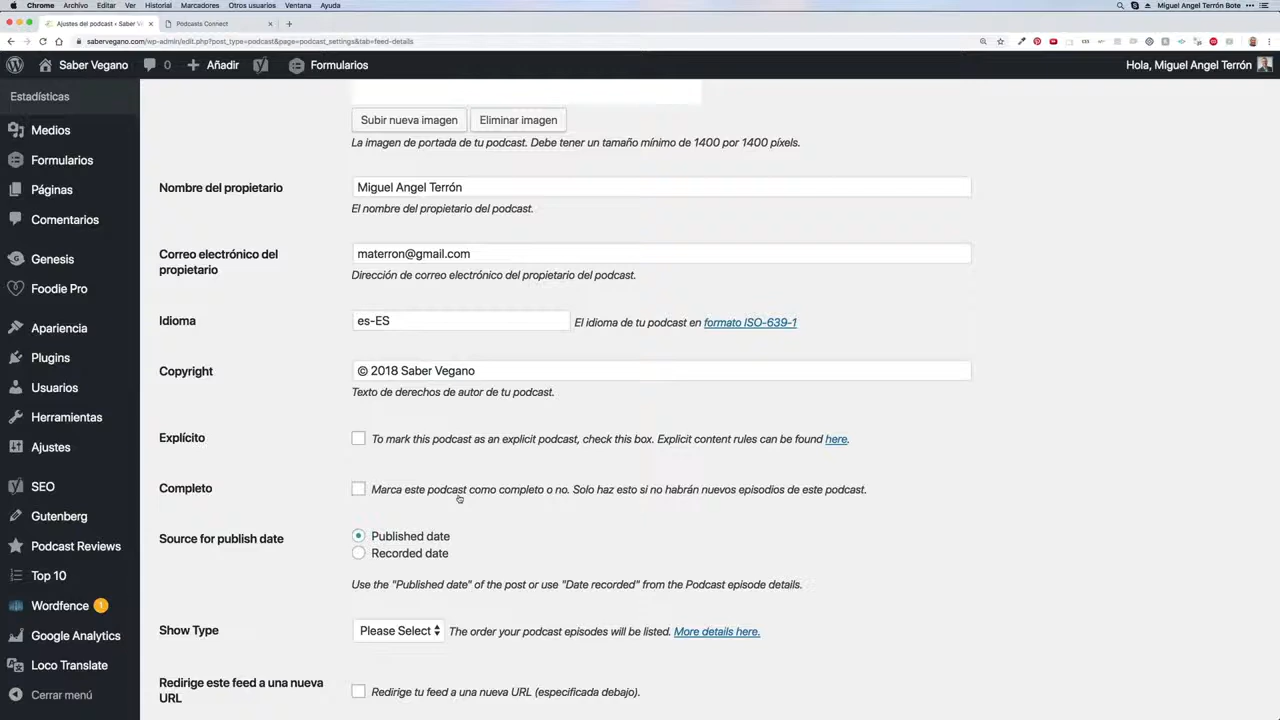 Chrome Archivo Editar Ver Historial Marcadores Otros usuarios Ventana Ayuda Miguel Angel Terrón Bote
Ajustes del podcast ‹ Saber V Podcasts Connect
sabervegano.com/wp-admin/edit.php?post_type=podcast&page=podcast_settings&tab=feed-details
Saber Vegano 0 Añadir Formularios Hola, Miguel Angel Terrón
Estadísticas
Medios
Formularios
Páginas
Comentarios
Genesis
Foodie Pro
Apariencia
Plugins
Usuarios
Herramientas
Ajustes
SEO
Gutenberg
Podcast Reviews
Top 10
Wordfence 1
Google Analytics
Loco Translate
Cerrar menú
Subir nueva imagen Eliminar imagen
La imagen de portada de tu podcast. Debe tener un tamaño mínimo de 1400 por 1400 píxels.
Nombre del propietario Miguel Angel Terrón
El nombre del propietario del podcast.
Correo electrónico del propietario materron@gmail.com
Dirección de correo electrónico del propietario del podcast.
Idioma es-ES El idioma de tu podcast en formato ISO-639-1
Copyright © 2018 Saber Vegano
Texto de derechos de autor de tu podcast.
Explícito To mark this podcast as an explicit podcast, check this box. Explicit content rules can be found here.
Completo Marca este podcast como completo o no. Solo haz esto si no habrán nuevos episodios de este podcast.
Source for publish date Published date
Recorded date
Use the "Published date" of the post or use "Date recorded" from the Podcast episode details.
Show Type Please Select The order your podcast episodes will be listed. More details here.
Redirige este feed a una nueva URL Redirige tu feed a una nueva URL (especificada debajo).